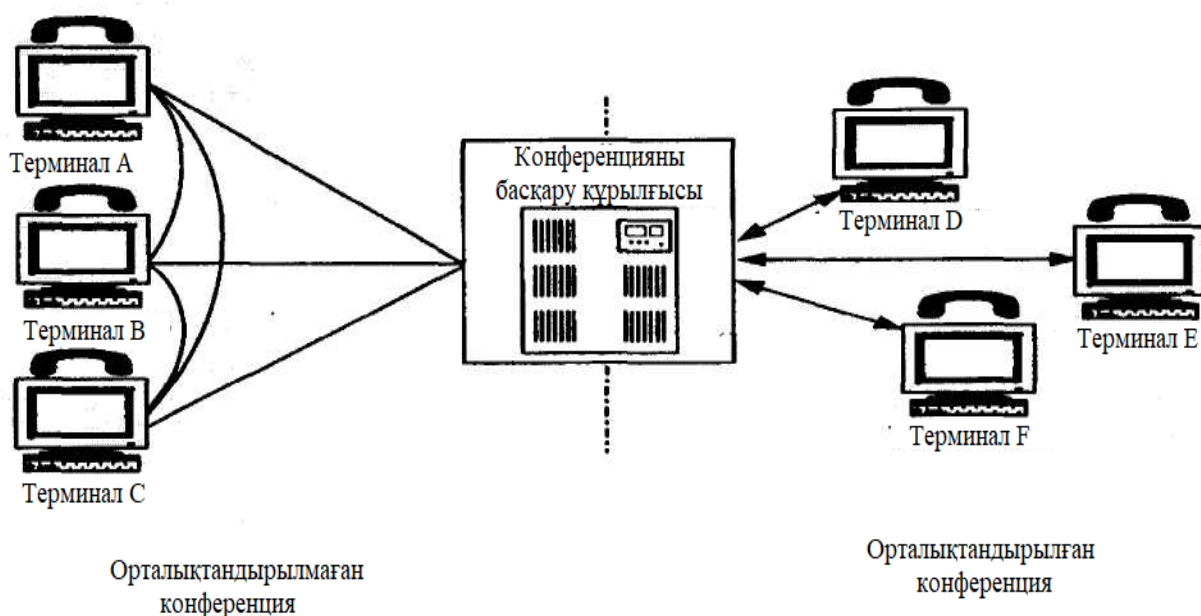 Терминал А
Терминал В
Терминал С
Конференцияны
басқару құрылғысы
Терминал D
Терминал Е
Терминал F
Орталықтандырылмаған
конференция
Орталықтандырылған
конференция